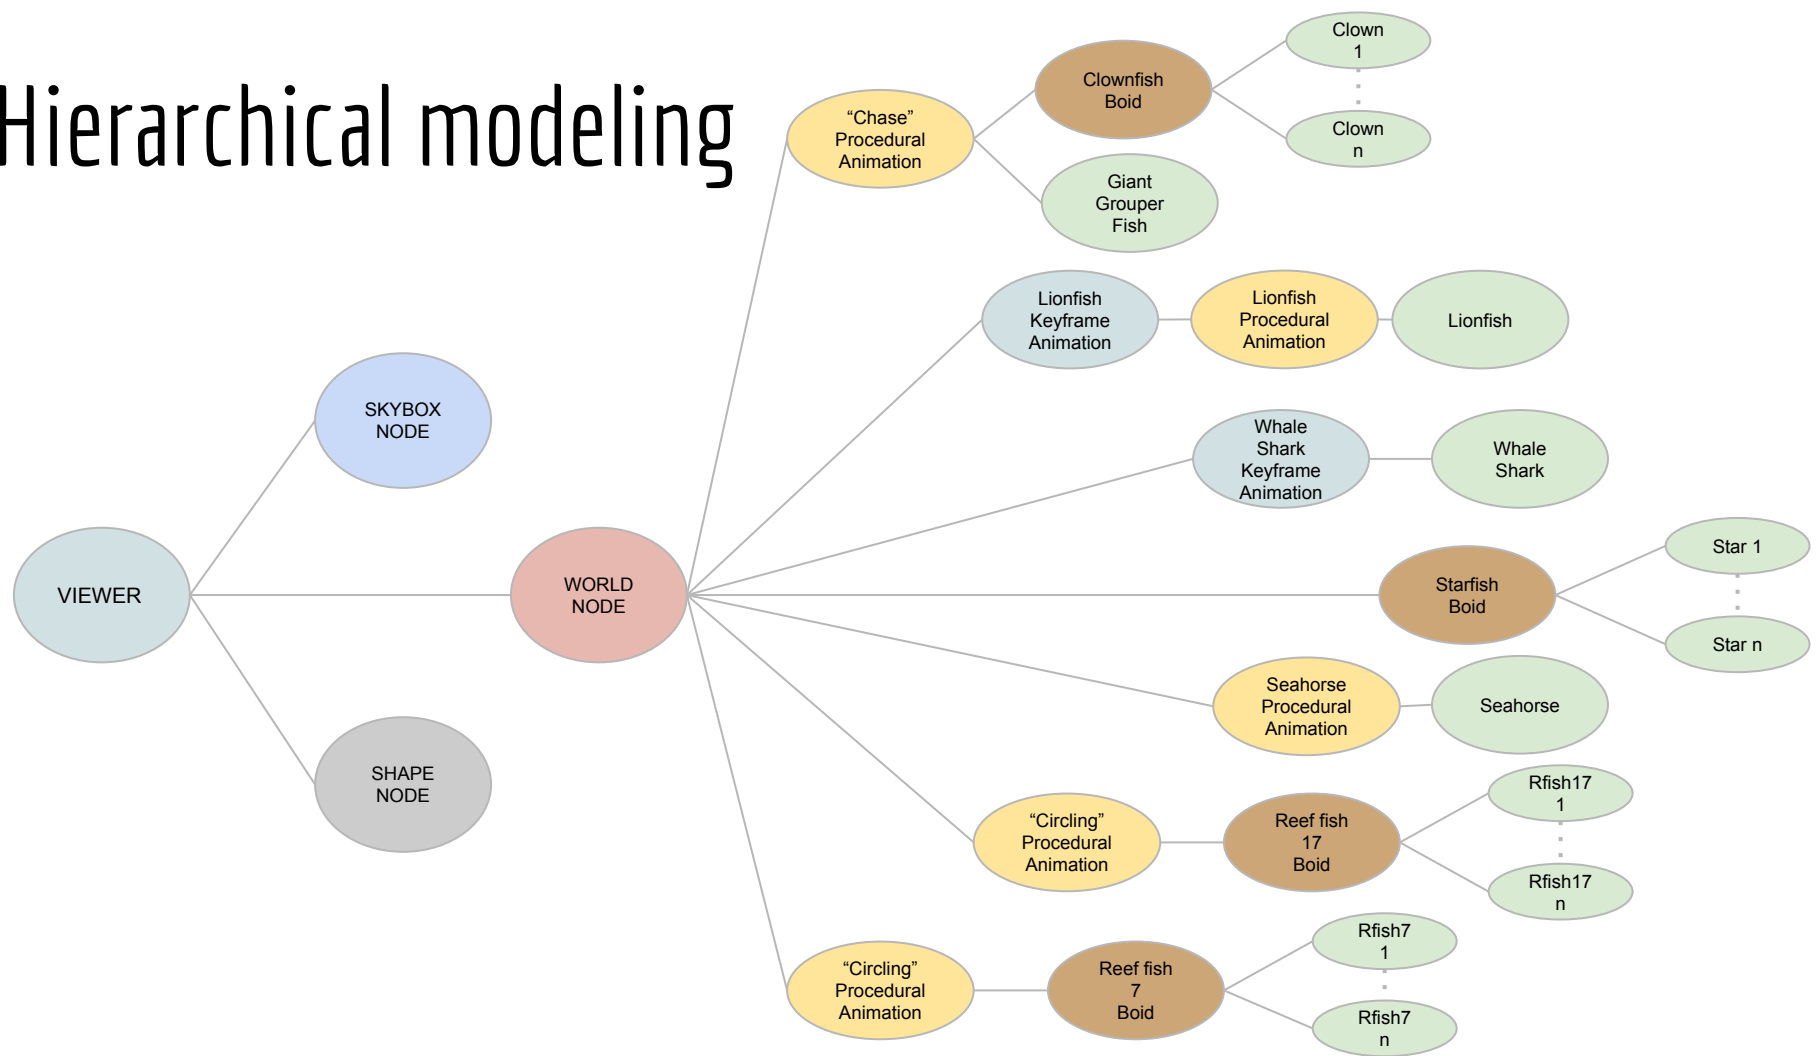 Hierarchical modeling
“Chase”
Procedural
Animation
Clownfish
Boid
Clown
1
Clown
n
Giant
Grouper
Fish
Lionfish
Keyframe
Animation
Lionfish
Procedural
Animation
Lionfish
SKYBOX
NODE
Whale
Shark
Keyframe
Animation
Whale
Shark
VIEWER
WORLD
NODE
Starfish
Boid
Star 1
Star n
Seahorse
Procedural
Animation
Seahorse
SHAPE
NODE
“Circling”
Procedural
Animation
Reef fish
17
Boid
Rfish17
1
Rfish17
n
“Circling”
Procedural
Animation
Reef fish
7
Boid
Rfish7
1
Rfish7
n